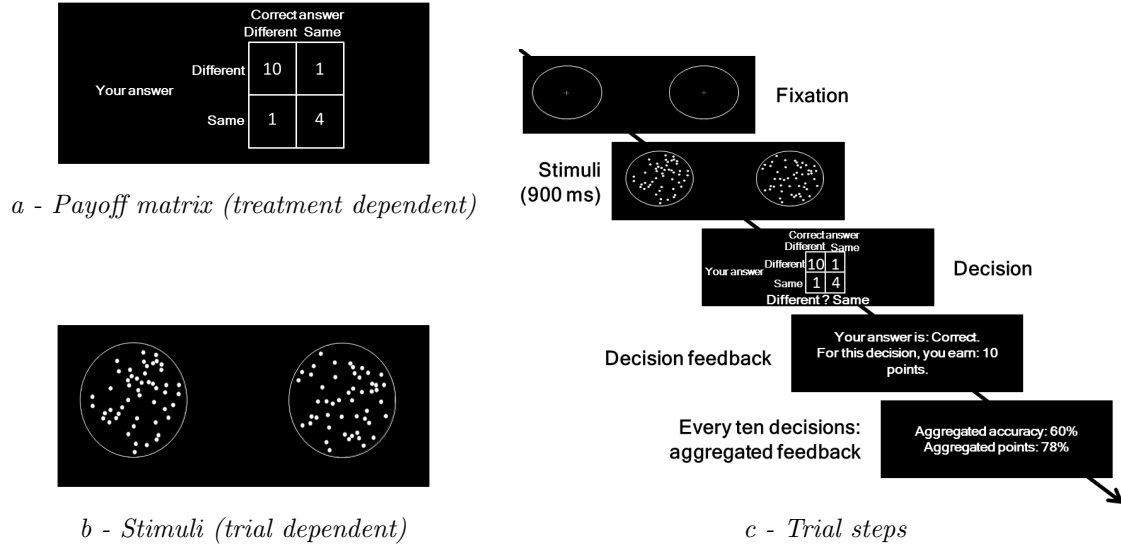 Correct answer
Different Same
Different 10 1
Your answer
Same 1 4
a - Payoff matrix (treatment dependent)
b - Stimuli (trial dependent)
Fixation
Stimuli
(900 ms)
Correct answer
Different Same
Different 10 1
Your answer
Same 1 4
Different ? Same
Decision
Decision feedback
Your answer is: Correct.
For this decision, you earn: 10
points.
Every ten decisions:
aggregated feedback
Aggregated accuracy: 60%
Aggregated points: 78%
c - Trial steps